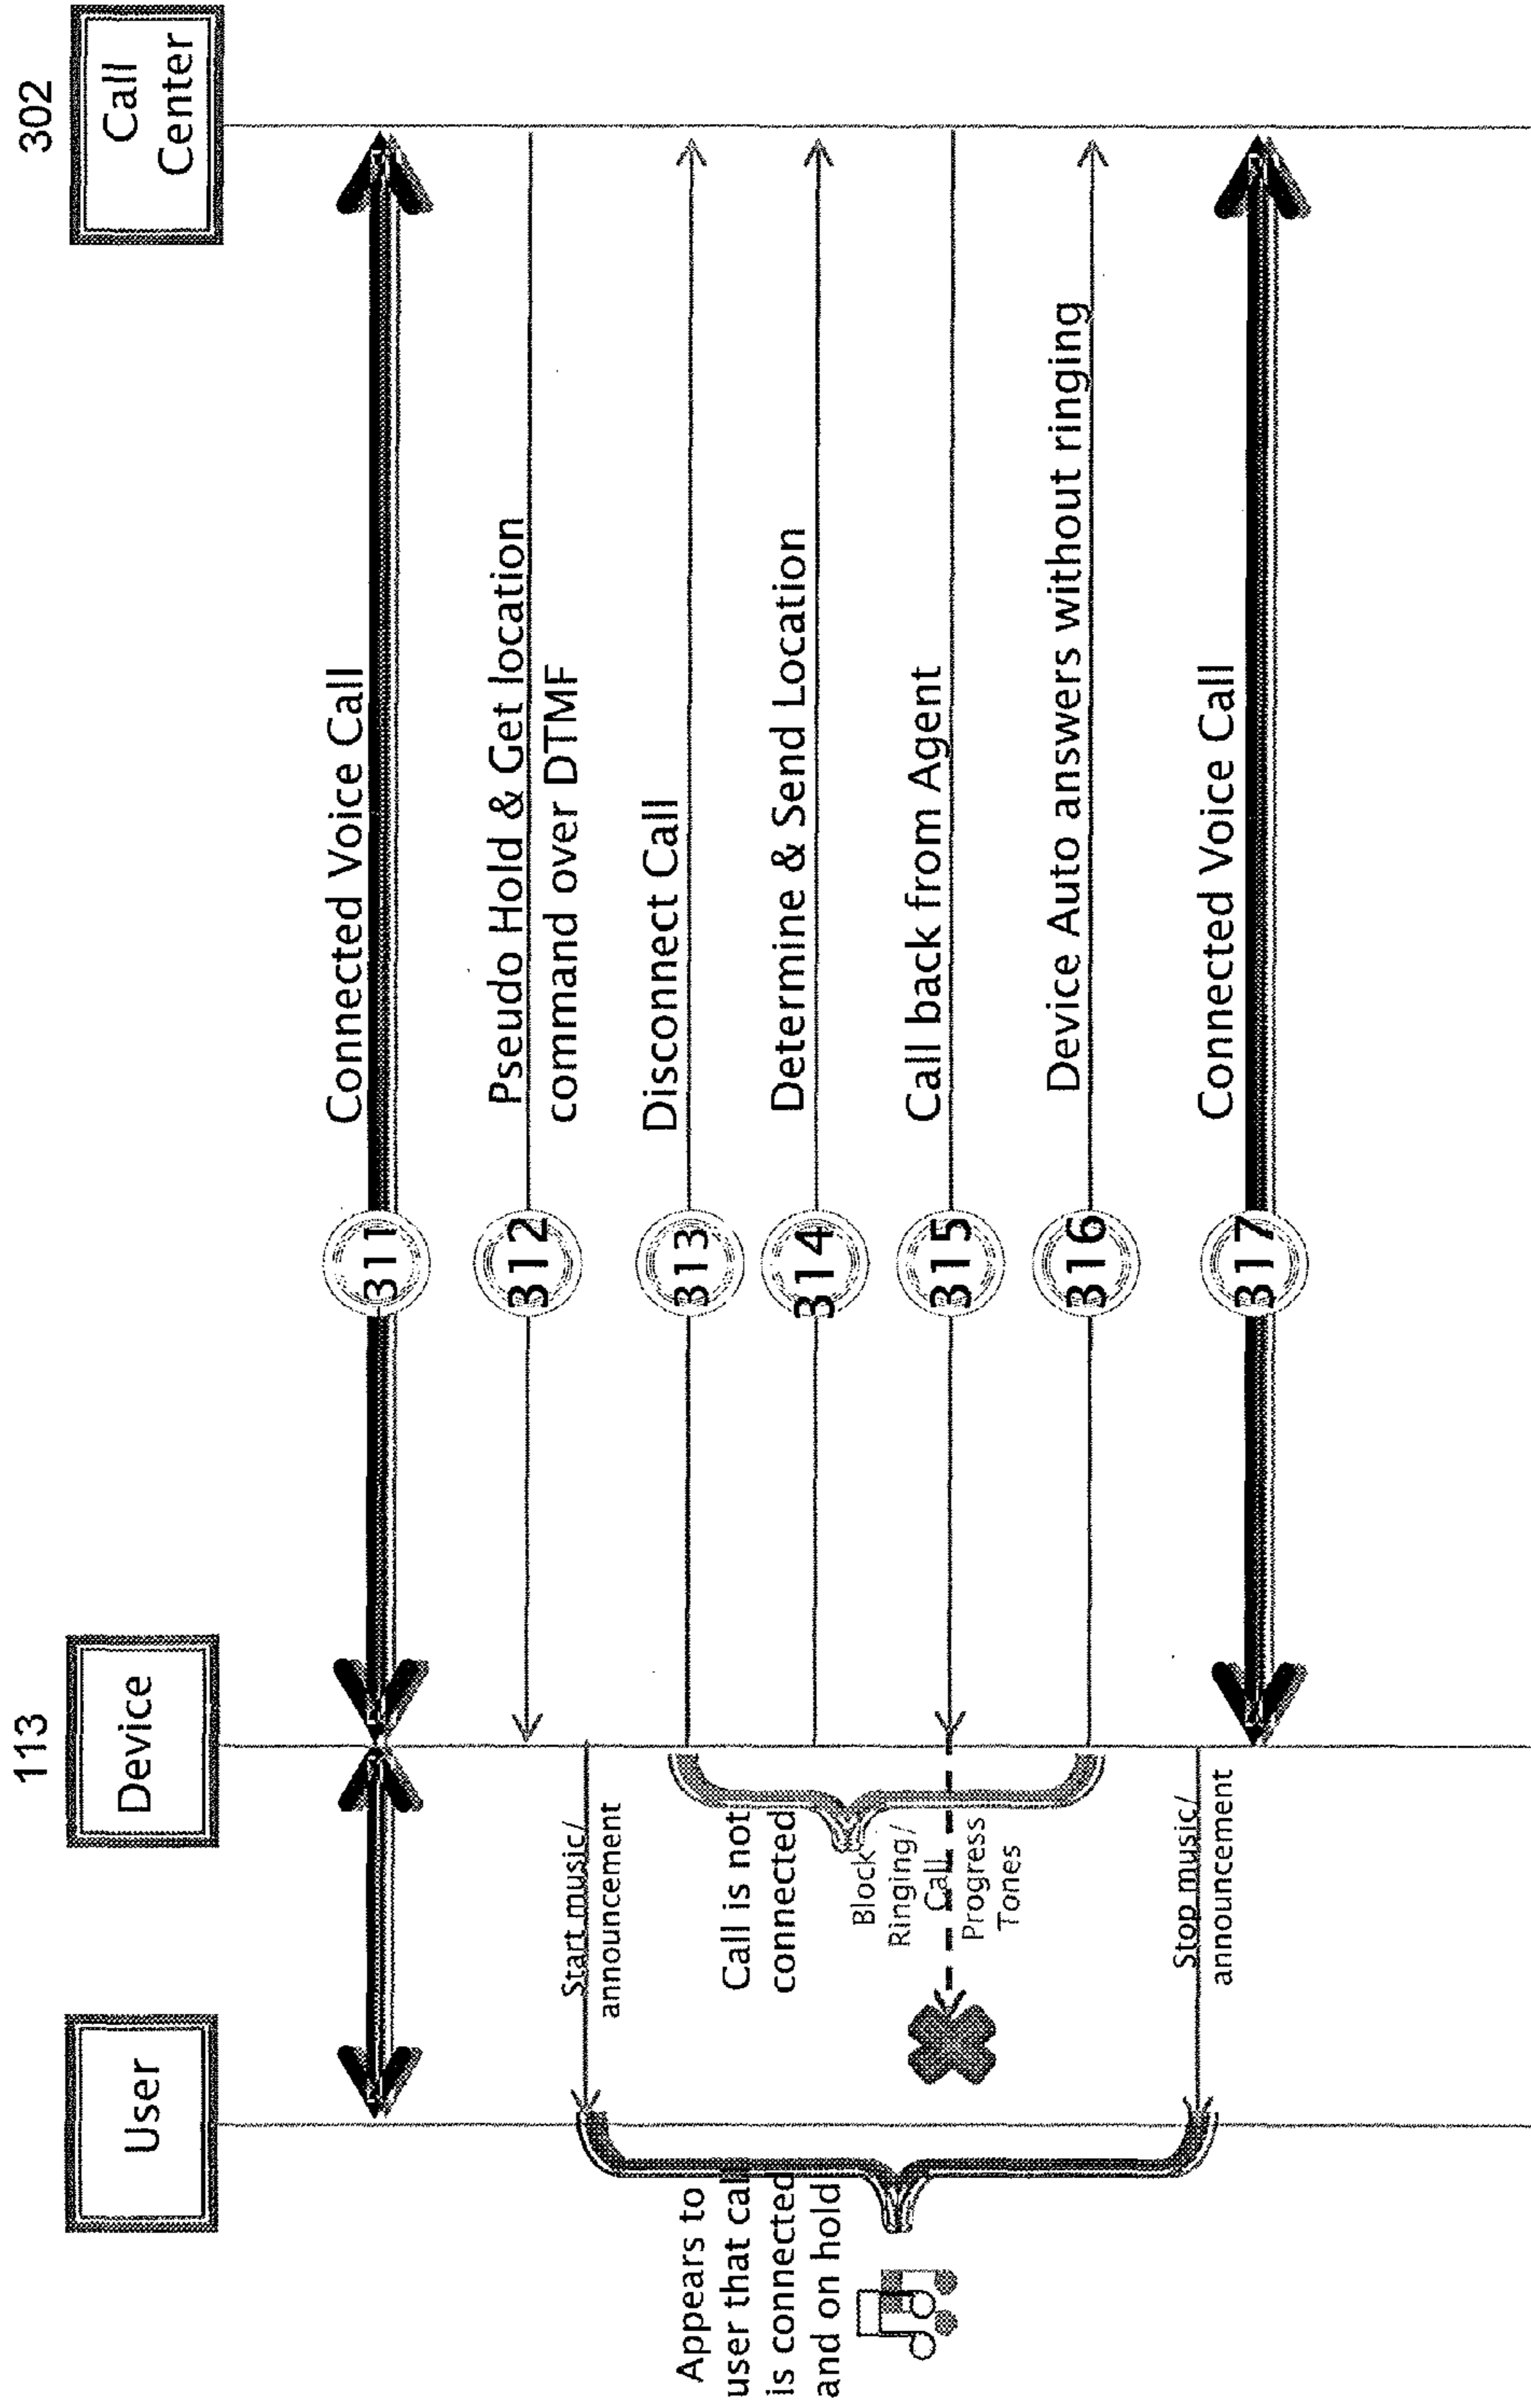 113
302
User
Device
Call
Center
Connected Voice Call
311
Pseudo Hold & Get location
command over DTMF
312
Start music/
announcement
Disconnect Call
313
Call is not
connected
Determine & Send Location
314
Appears to
user that call
is connected
and on hold
Block
Ringing/
Call
Progress
Tones
Call back from Agent
315
Device Auto answers without ringing
316
Stop music/
announcement
Connected Voice Call
317